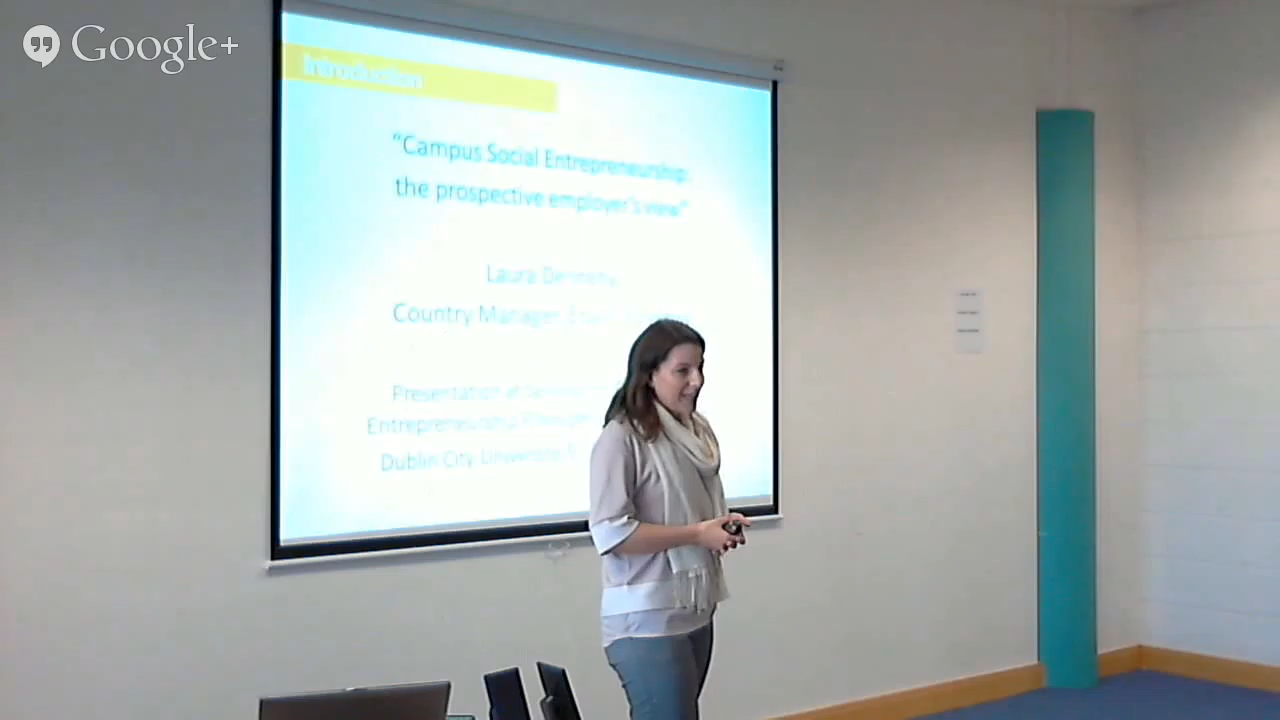 Google+
Introduction
"Campus Social Entrepreneurship:
the prospective employer's view"
Laura
Country Manager,
Presentation at
Entrepreneurship
Dublin City University,